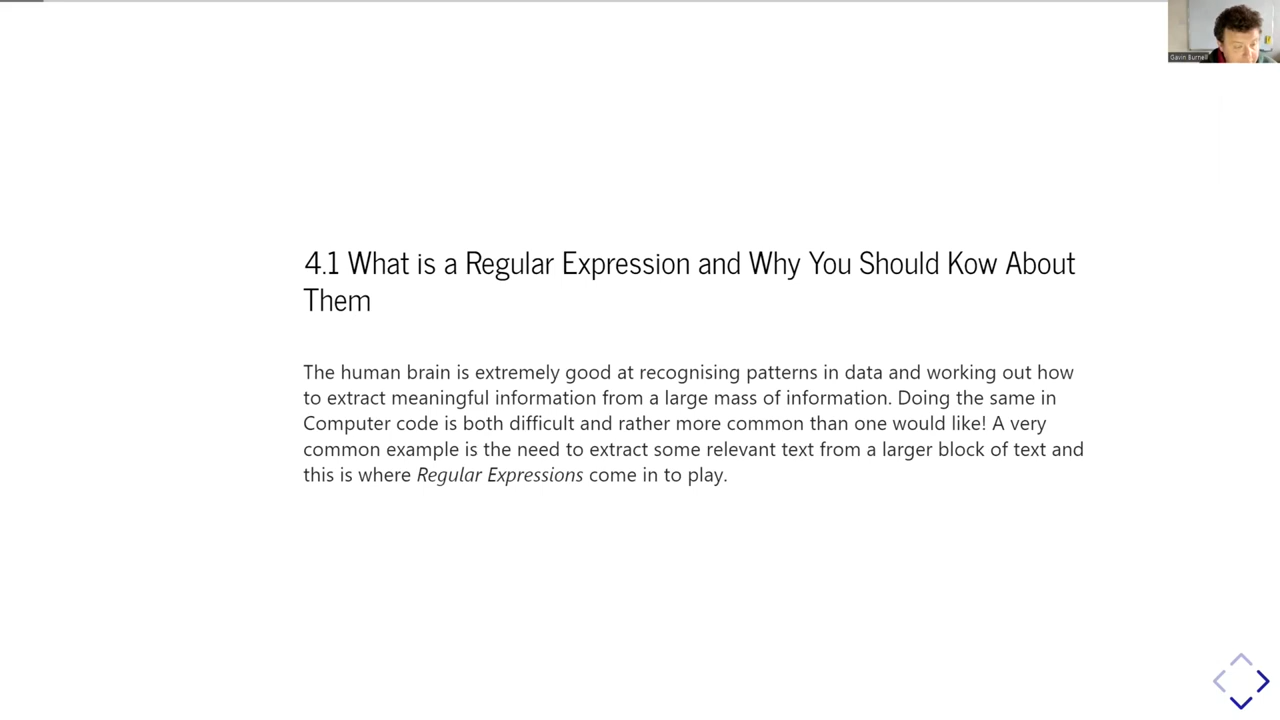 Gavin Burnell
4.1 What is a Regular Expression and Why You Should Kow About
Them
The human brain is extremely good at recognising patterns in data and working out how
to extract meaningful information from a large mass of information. Doing the same in
Computer code is both difficult and rather more common than one would like! A very
common example is the need to extract some relevant text from a larger block of text and
this is where Regular Expressions come in to play.